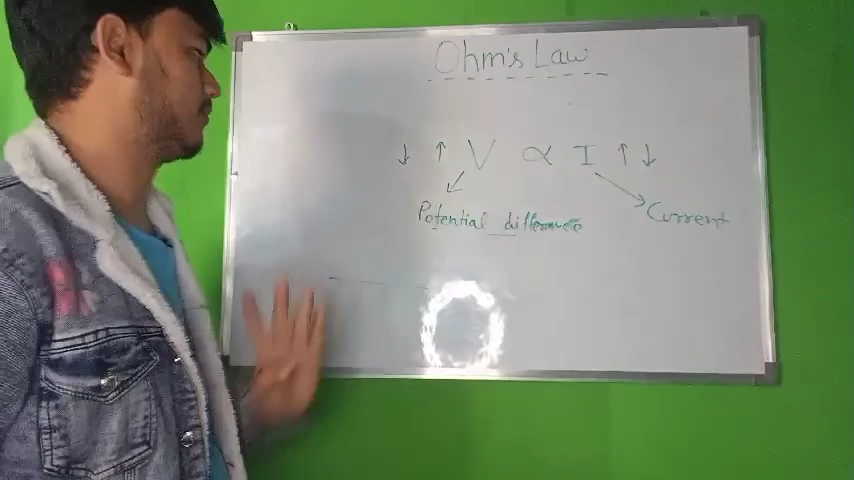 Ohm's Law
↓ ↑ V ∝ I ↑ ↓
Potential difference
Current